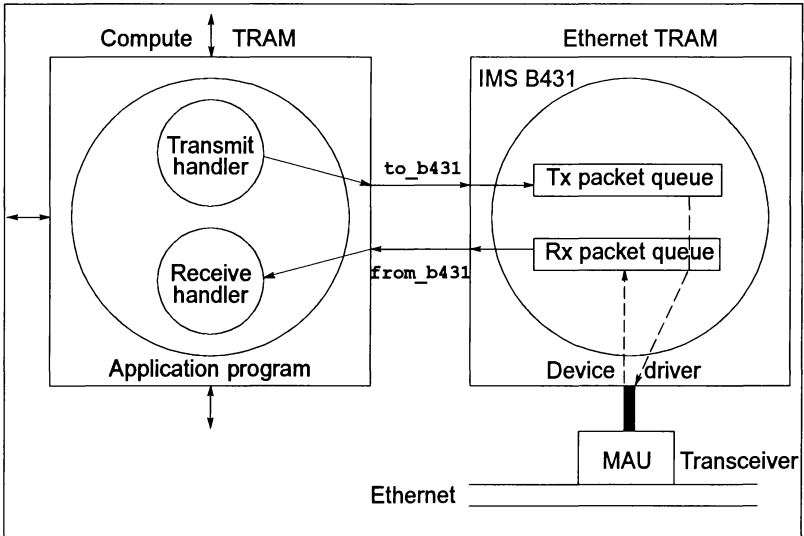 Compute TRAM
Ethernet TRAM
IMS B431
Transmit
handler
to_b431
Tx packet queue
Receive
handler
from_b431
Rx packet queue
Application program
Device driver
MAU
Transceiver
Ethernet